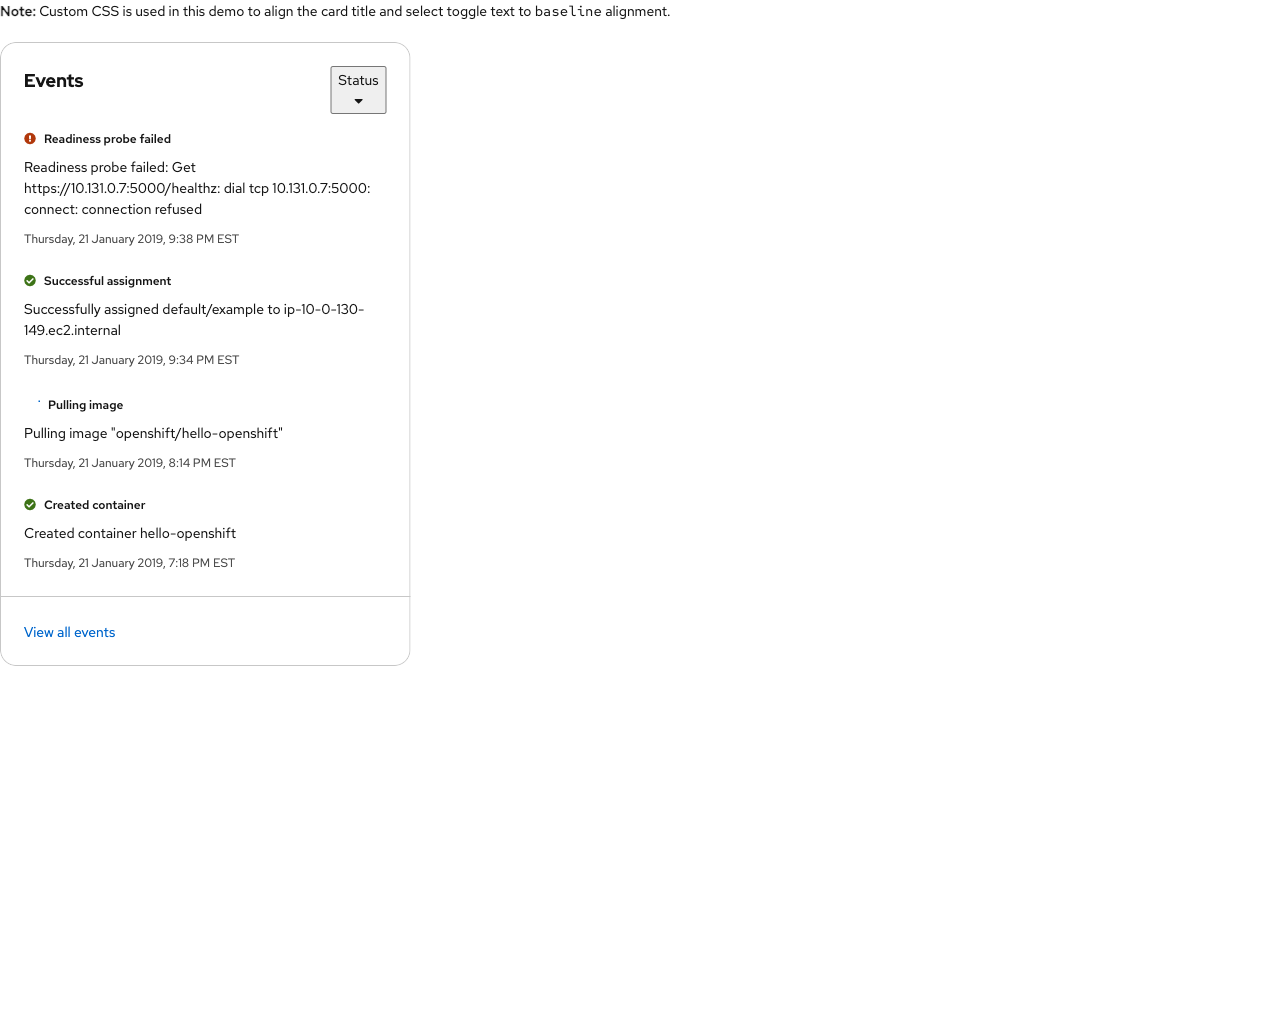 Note: Custom CSS is used in this demo to align the card title and select toggle text to baseline alignment.
Events
Status
Readiness probe failed
Readiness probe failed: Get
https://10.131.0.7:5000/healthz: dial tcp 10.131.0.7:5000:
connect: connection refused
Thursday, 21 January 2019, 9:38 PM EST
Successful assignment
Successfully assigned default/example to ip-10-0-130-
149.ec2.internal
Thursday, 21 January 2019, 9:34 PM EST
Pulling image
Pulling image "openshift/hello-openshift"
Thursday, 21 January 2019, 8:14 PM EST
Created container
Created container hello-openshift
Thursday, 21 January 2019, 7:18 PM EST
View all events